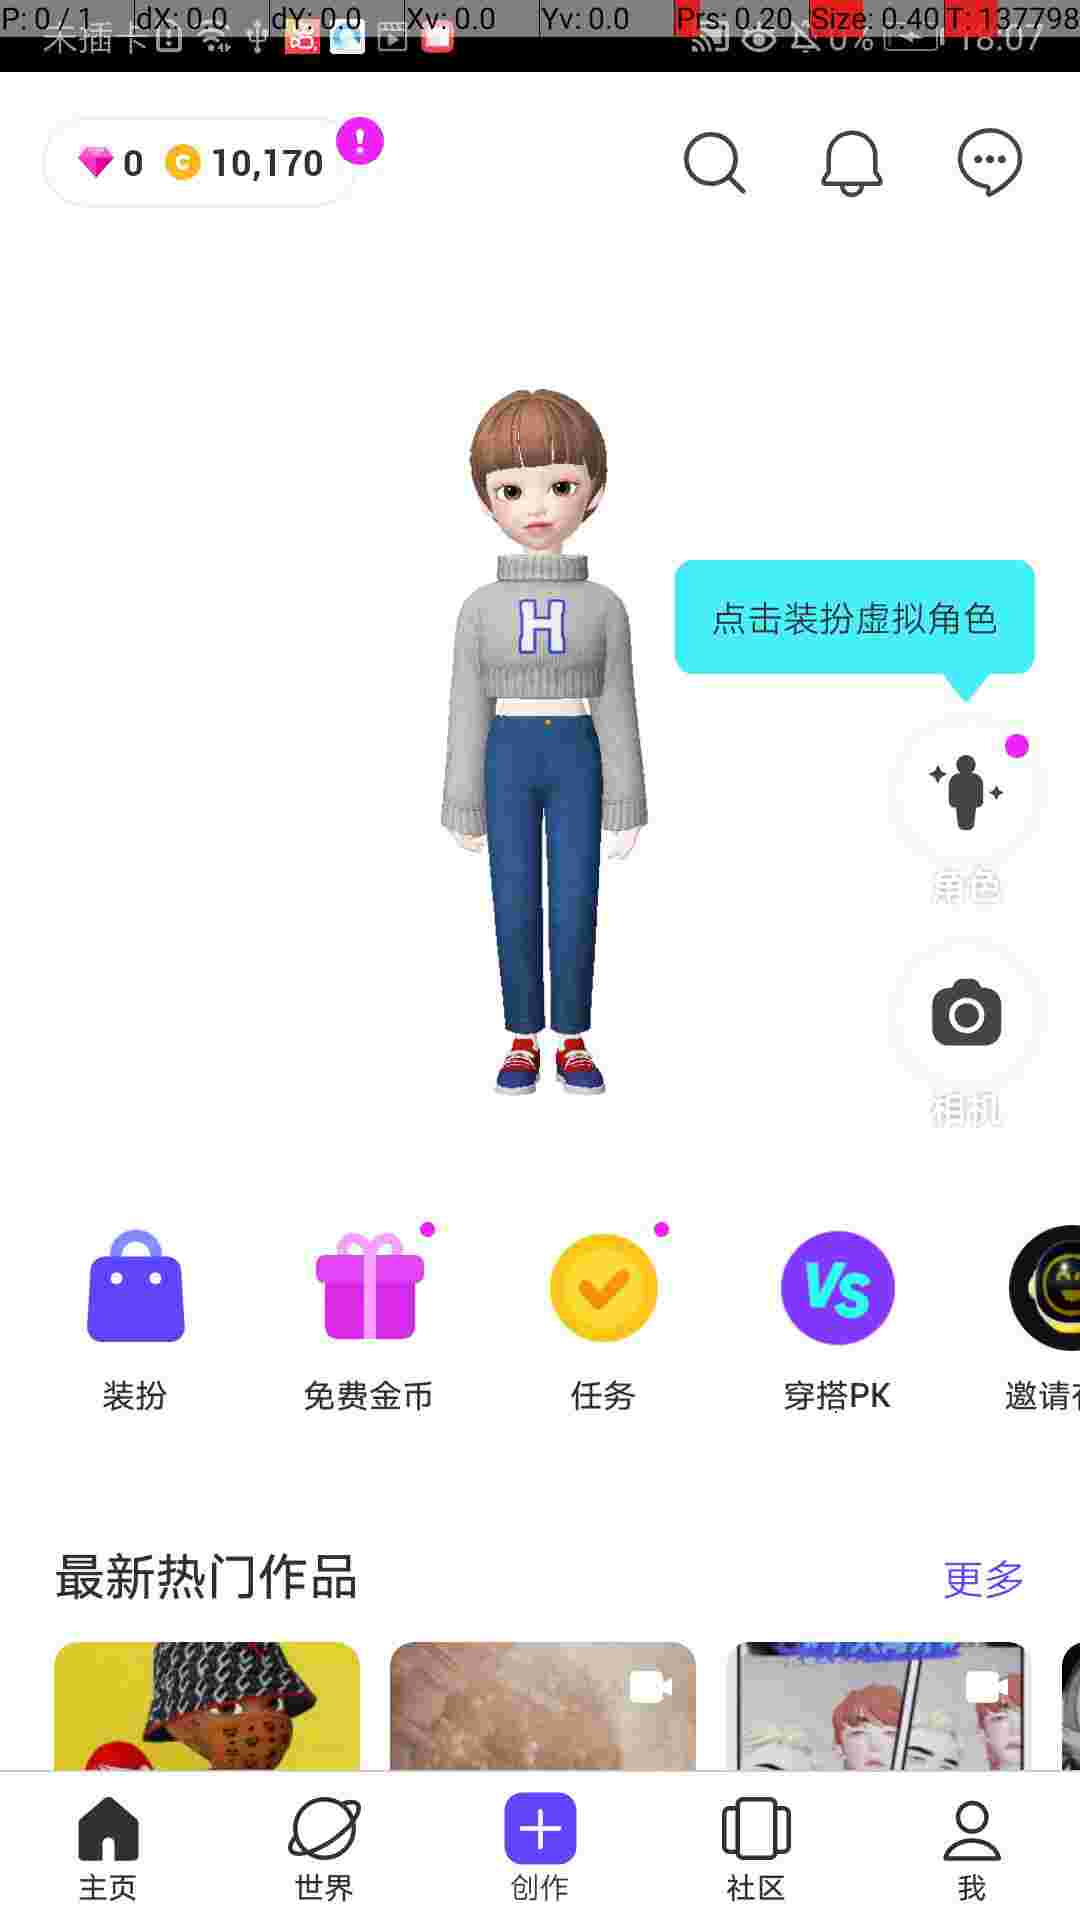 P: 0 / 1 dX: 0.0 dY: 0.0 Xv: 0.0 Yv: 0.0 Prs: 0.20 Size: 0.40 T: 137798
未插卡 0% 18:07
0 C 10,170 !
H
点击装扮虚拟角色
角色
相机
VS
装扮 免费金币 任务 穿搭PK 邀请
最新热门作品 更多
主页 世界 创作 社区 我